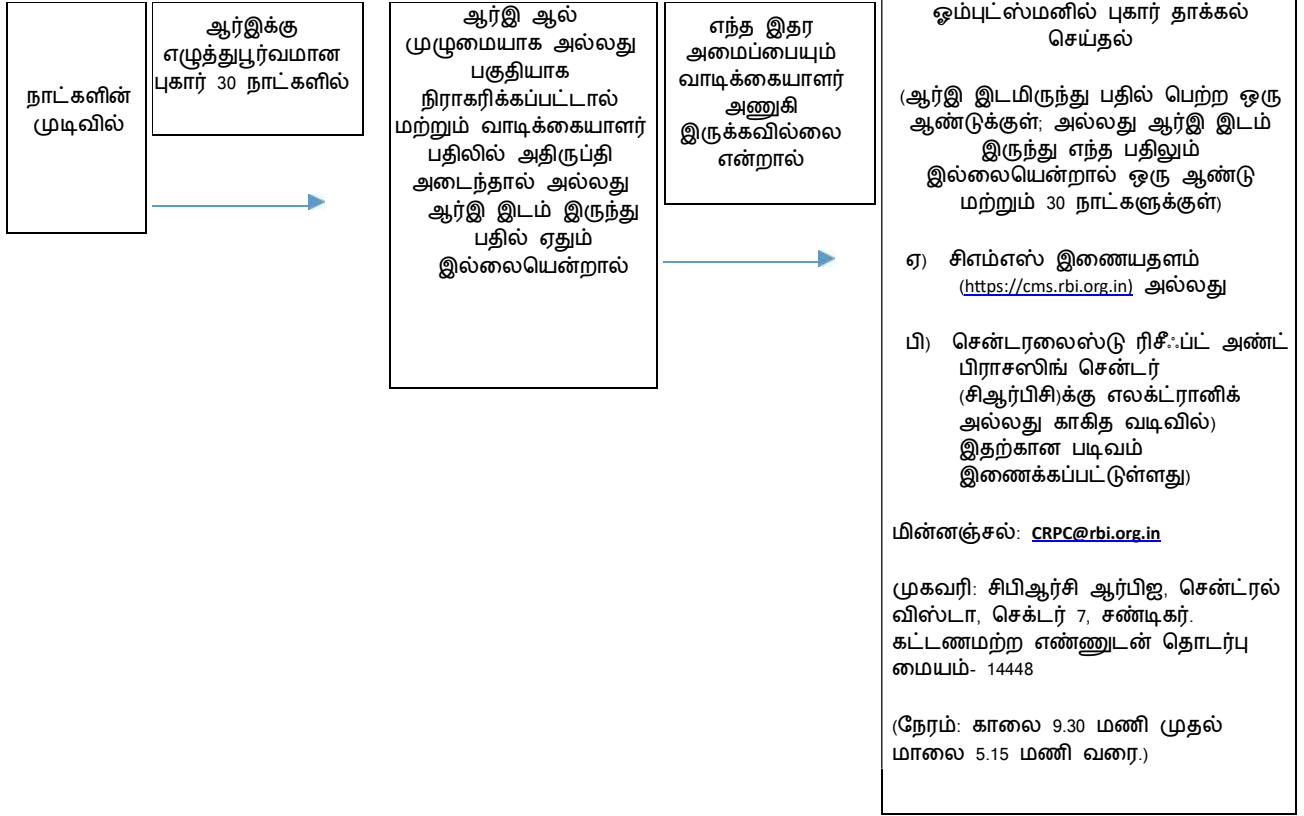 நாட்களின்
முடிவில்
ஆர்இக்கு
எழுத்துபூர்வமான
புகார் 30 நாட்களில்
ஆர்இ ஆல்
முழுமையாக அல்லது
பகுதியாக
நிராகரிக்கப்பட்டால்
மற்றும் வாடிக்கையாளர்
பதிலில் அதிருப்தி
அடைந்தால் அல்லது
ஆர்இ இடம் இருந்து
பதில் ஏதும்
இல்லையென்றால்
எந்த இதர
அமைப்பையும்
வாடிக்கையாளர்
அணுகி
இருக்கவில்லை
என்றால்
ஓம்புட்ஸ்மனில் புகார் தாக்கல்
செய்தல்
(ஆர்இ இடமிருந்து பதில் பெற்ற ஒரு
ஆண்டுக்குள்; அல்லது ஆர்இ இடம்
இருந்து எந்த பதிலும்
இல்லையென்றால் ஒரு ஆண்டு
மற்றும் 30 நாட்களுக்குள்)
ஏ) சிஎம்எஸ் இணையதளம்
(https://cms.rbi.org.in) அல்லது
பி) சென்டரலைஸ்டு ரிசீஃப்ட் அண்ட்
பிராசஸிங் சென்டர்
(சிஆர்பிசி)க்கு எலக்ட்ரானிக்
அல்லது காகித வடிவில்)
இதற்கான படிவம்
இணைக்கப்பட்டுள்ளது)
மின்னஞ்சல்: CRPC@rbi.org.in
முகவரி: சிபிஆர்சி ஆர்பிஐ, சென்ட்ரல்
விஸ்டா, செக்டர் 7, சண்டிகர்.
கட்டணமற்ற எண்ணுடன் தொடர்பு
மையம்- 14448
(நேரம்: காலை 9.30 மணி முதல்
மாலை 5.15 மணி வரை.)